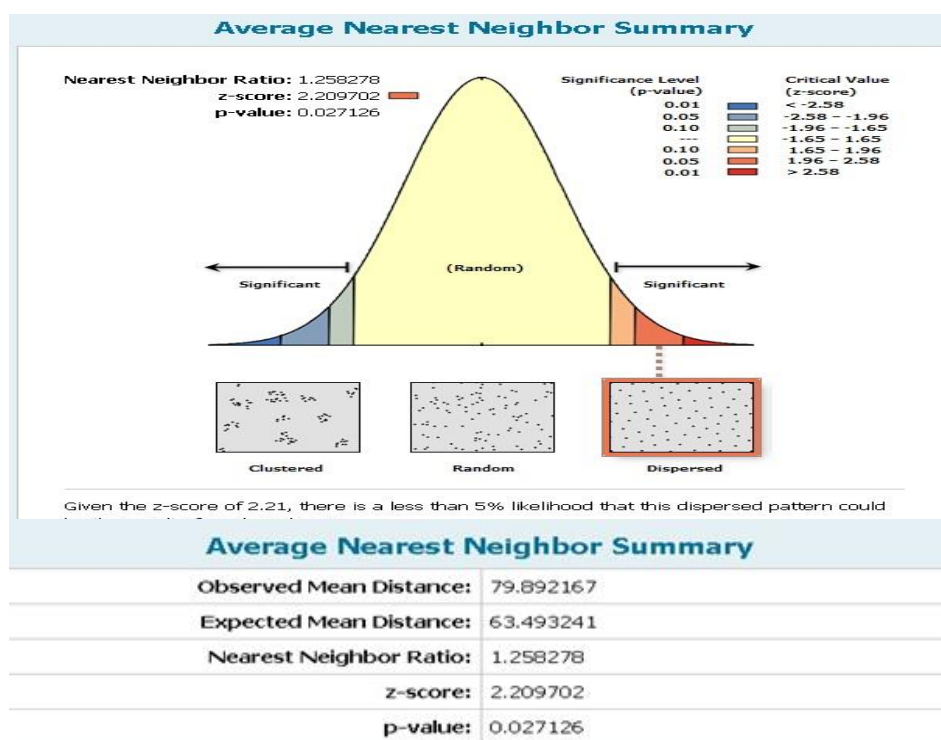 Average Nearest Neighbor Summary
Nearest Neighbor Ratio: 1.258278
z-score: 2.209702
p-value: 0.027126
Significance Level (p-value) Critical Value (z-score)
0.01 < -2.58
0.05 -2.58 - -1.96
0.10 -1.96 - -1.65
--- -1.65 - 1.65
0.10 1.65 - 1.96
0.05 1.96 - 2.58
0.01 > 2.58
(Random)
Significant Significant
Clustered Random Dispersed
Given the z-score of 2.21, there is a less than 5% likelihood that this dispersed pattern could
Average Nearest Neighbor Summary
Observed Mean Distance: 79.892167
Expected Mean Distance: 63.493241
Nearest Neighbor Ratio: 1.258278
z-score: 2.209702
p-value: 0.027126